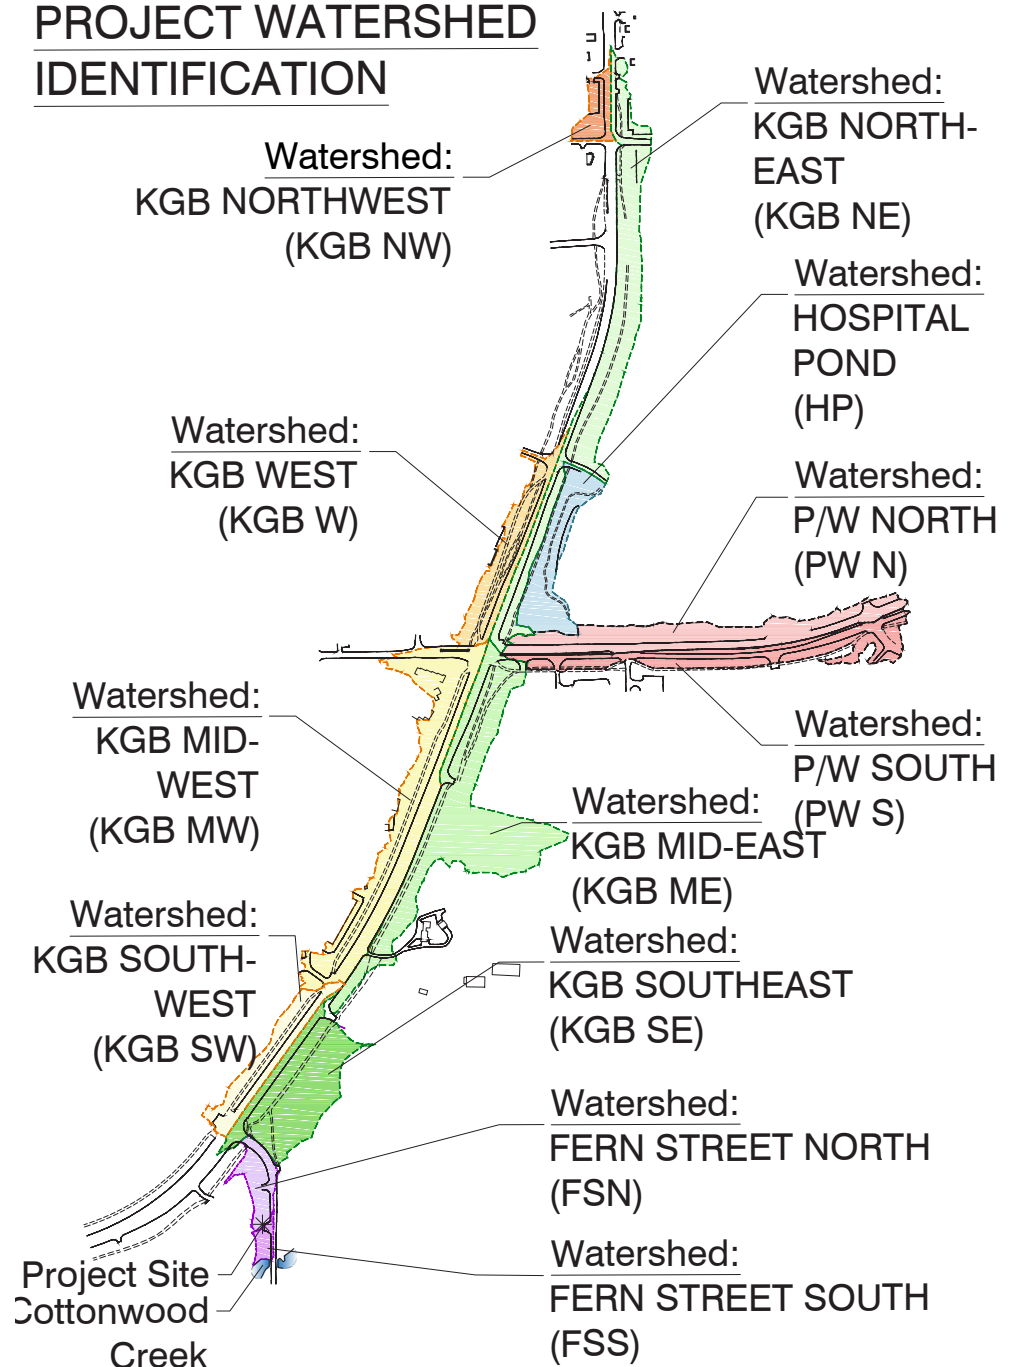 PROJECT WATERSHED
IDENTIFICATION
Watershed:
KGB NORTHWEST
(KGB NW)
Watershed:
KGB NORTH-
EAST
(KGB NE)
Watershed:
HOSPITAL
POND
(HP)
Watershed:
KGB WEST
(KGB W)
Watershed:
P/W NORTH
(PW N)
Watershed:
KGB MID-
WEST
(KGB MW)
Watershed:
P/W SOUTH
(PW S)
Watershed:
KGB MID-EAST
(KGB ME)
Watershed:
KGB SOUTH-
WEST
(KGB SW)
Watershed:
KGB SOUTHEAST
(KGB SE)
Watershed:
FERN STREET NORTH
(FSN)
Watershed:
FERN STREET SOUTH
(FSS)
Project Site
Cottonwood
Creek